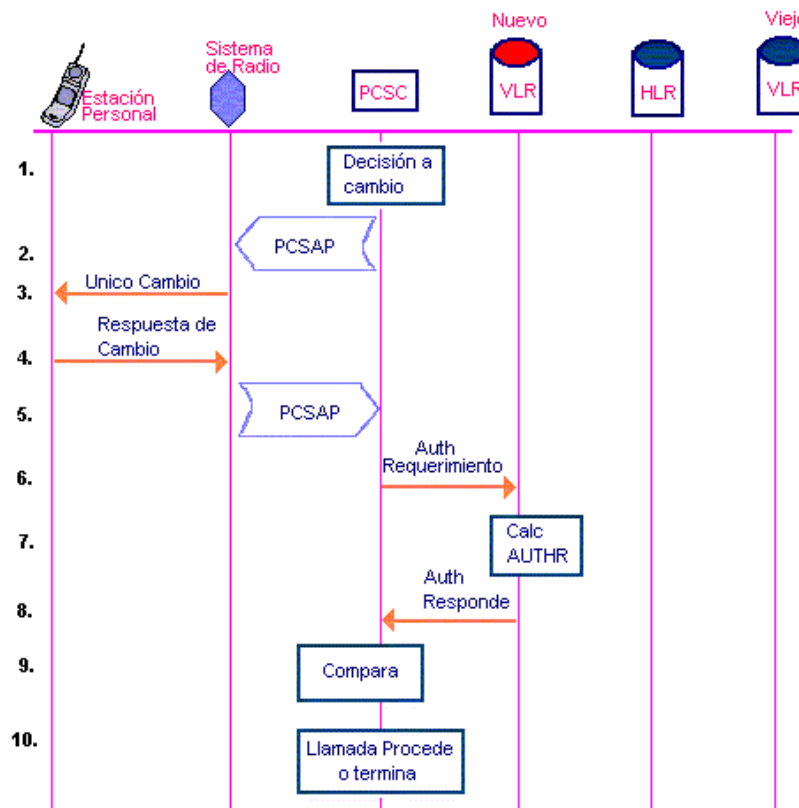 Nuevo
Viejo
Sistema
de Radio
Estación
Personal
PCSC
VLR
HLR
VLR
1.
Decisión a
cambio
2.
PCSAP
3.
Unico Cambio
4.
Respuesta de
Cambio
5.
PCSAP
6.
Auth
Requerimiento
7.
Calc
AUTHR
8.
Auth
Responde
9.
Compara
10.
Llamada Procede
o termina